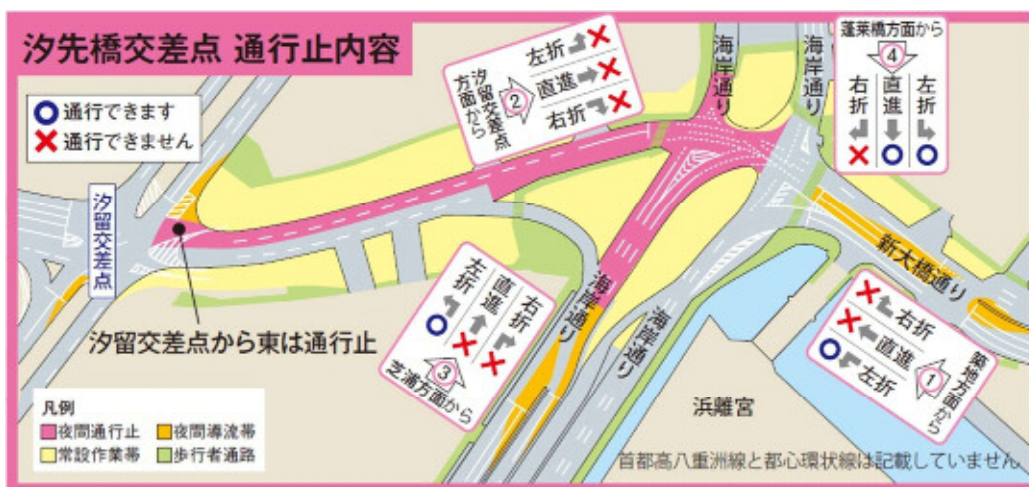 汐先橋交差点 通行止内容
通行できます
通行できません
汐留交差点
方面から
②
左折
直進
右折
海岸通り
海岸通り
蓬莱橋方面から
④
右折
直進
左折
汐留交差点
汐留交差点から東は通行止
左折
直進
右折
③
芝浦方面から
海岸通り
海岸通り
新大橋通り
右折
直進
左折
①
築地方面から
浜離宮
凡例
夜間通行止
夜間導流帯
常設作業帯
歩行者通路
首都高八重洲線と都心環状線は記載していません